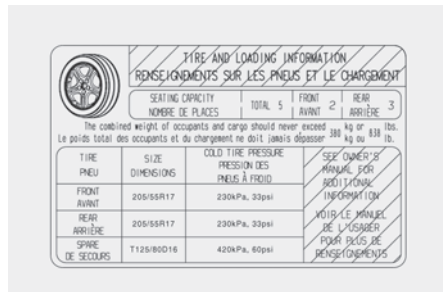 TIRE AND LOADING INFORMATION
RENSEIGNEMENTS SUR LES PNEUS ET LE CHARGEMENT
SEATING CAPACITY
NOMBRE DE PLACES
TOTAL 5
FRONT
AVANT
2
REAR
ARRIÈRE
3
The combined weight of occupants and cargo should never exceed 380 kg or 838 lbs.
Le poids total des occupants et du chargement ne doit jamais dépasser 380 kg ou 838 lb.
TIRE
PNEU
SIZE
DIMENSIONS
COLD TIRE PRESSURE
PRESSION DES
PNEUS À FROID
SEE OWNER'S
MANUAL FOR
ADDITIONAL
INFORMATION
VOIR LE MANUEL
DE L'USAGER
POUR PLUS DE
RENSEIGNEMENTS
FRONT
AVANT
205/55R17
230kPa, 33psi
REAR
ARRIÈRE
205/55R17
230kPa, 33psi
SPARE
DE SECOURS
T125/80D16
420kPa, 60psi